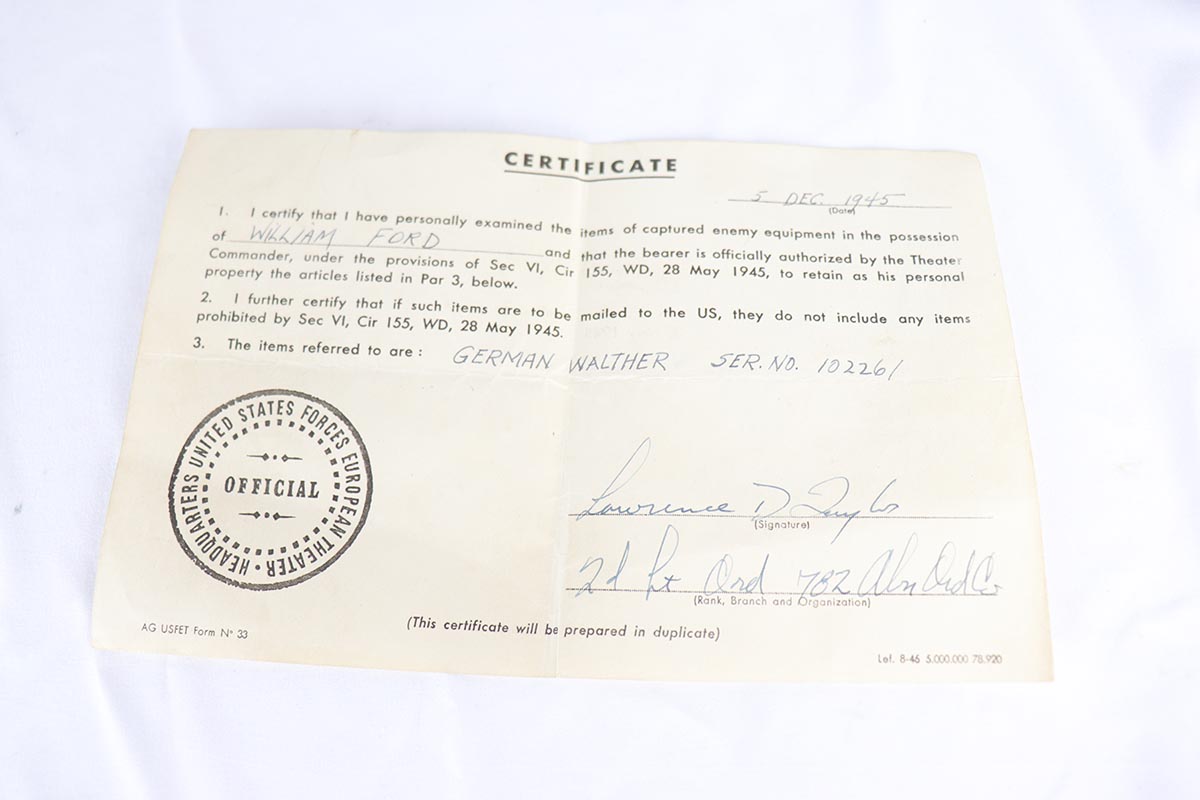 CERTIFICATE
5 DEC. 1945
(Date)
1. I certify that I have personally examined the items of captured enemy equipment in the possession
of WILLIAM FORD and that the bearer is officially authorized by the Theater
Commander, under the provisions of Sec VI, Cir 155, WD, 28 May 1945, to retain as his personal
property the articles listed in Par 3, below.
2. I further certify that if such items are to be mailed to the US, they do not include any items
prohibited by Sec VI, Cir 155, WD, 28 May 1945.
3. The items referred to are : GERMAN WALTHER SER. NO. 102261
HEADQUARTERS UNITED STATES FORCES EUROPEAN THEATER •
OFFICIAL
Lawrence D Taylor
(Signature)
2d Lt Ord 782 Abn Ord Co
(Rank, Branch and Organization)
(This certificate will be prepared in duplicate)
AG USFET Form N° 33
Lef. 8-45 5.000.000 78.920